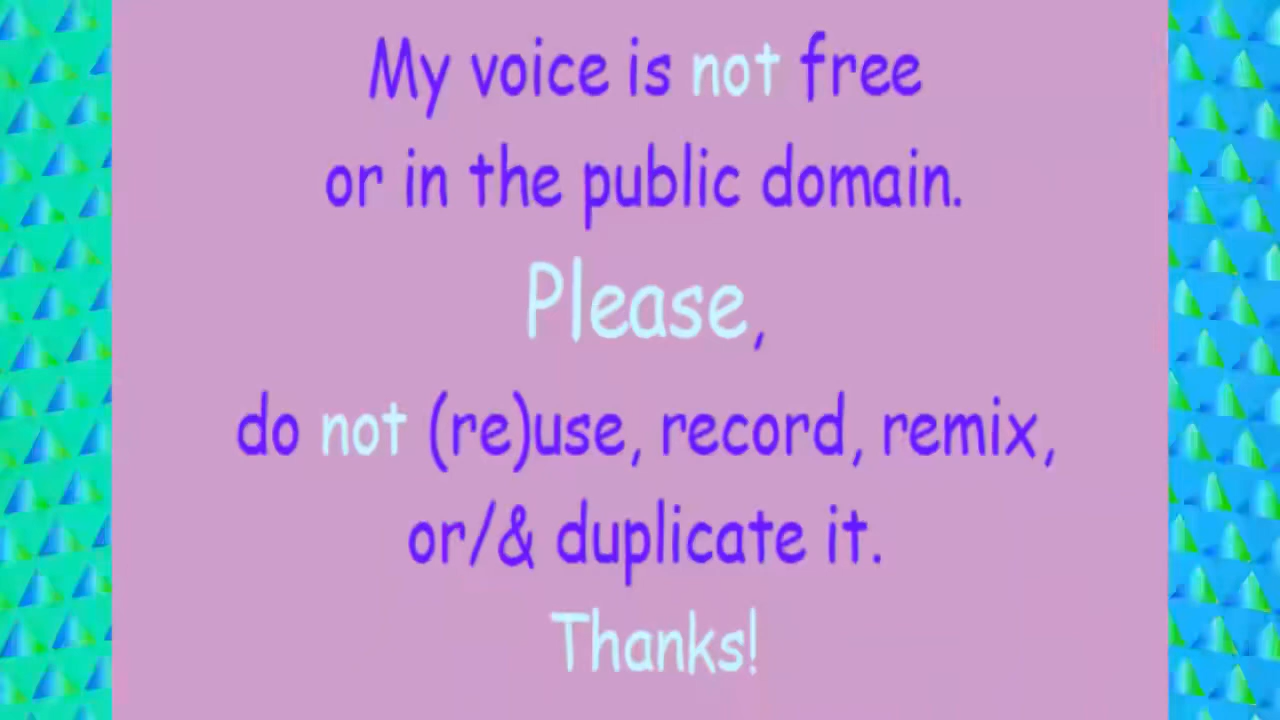 My voice is not free
or in the public domain.
Please,
do not (re)use, record, remix,
or/& duplicate it.
Thanks!